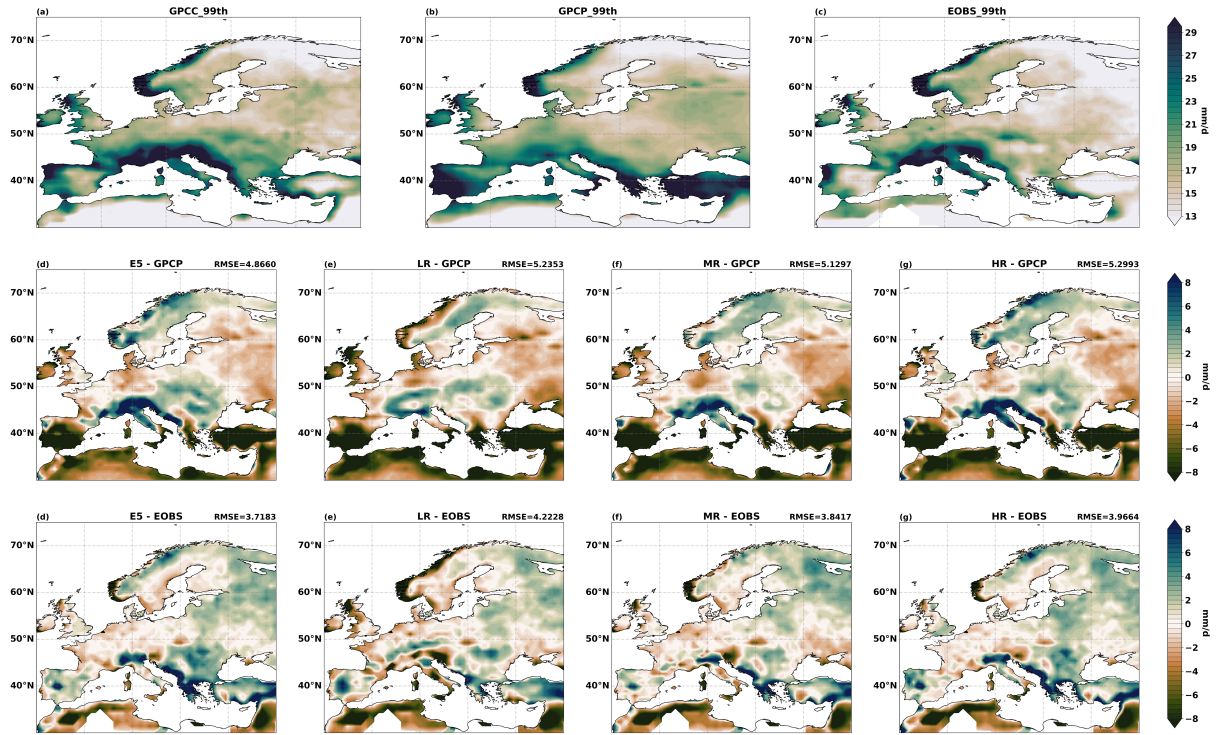 (a) GPCC_99th
(b) GPCP_99th
(c) EOBS_99th
70°N
60°N
50°N
40°N
70°N
60°N
50°N
40°N
70°N
60°N
50°N
40°N
29
27
25
23
21
19
17
15
13
mm/d
(d) E5 - GPCP RMSE=4.8660
(e) LR - GPCP RMSE=5.2353
(f) MR - GPCP RMSE=5.1297
(g) HR - GPCP RMSE=5.2993
70°N
60°N
50°N
40°N
70°N
60°N
50°N
40°N
70°N
60°N
50°N
40°N
70°N
60°N
50°N
40°N
8
6
4
2
0
−2
−4
−6
−8
mm/d
(d) E5 - EOBS RMSE=3.7183
(e) LR - EOBS RMSE=4.2228
(f) MR - EOBS RMSE=3.8417
(g) HR - EOBS RMSE=3.9664
70°N
60°N
50°N
40°N
70°N
60°N
50°N
40°N
70°N
60°N
50°N
40°N
70°N
60°N
50°N
40°N
8
6
4
2
0
−2
−4
−6
−8
mm/d